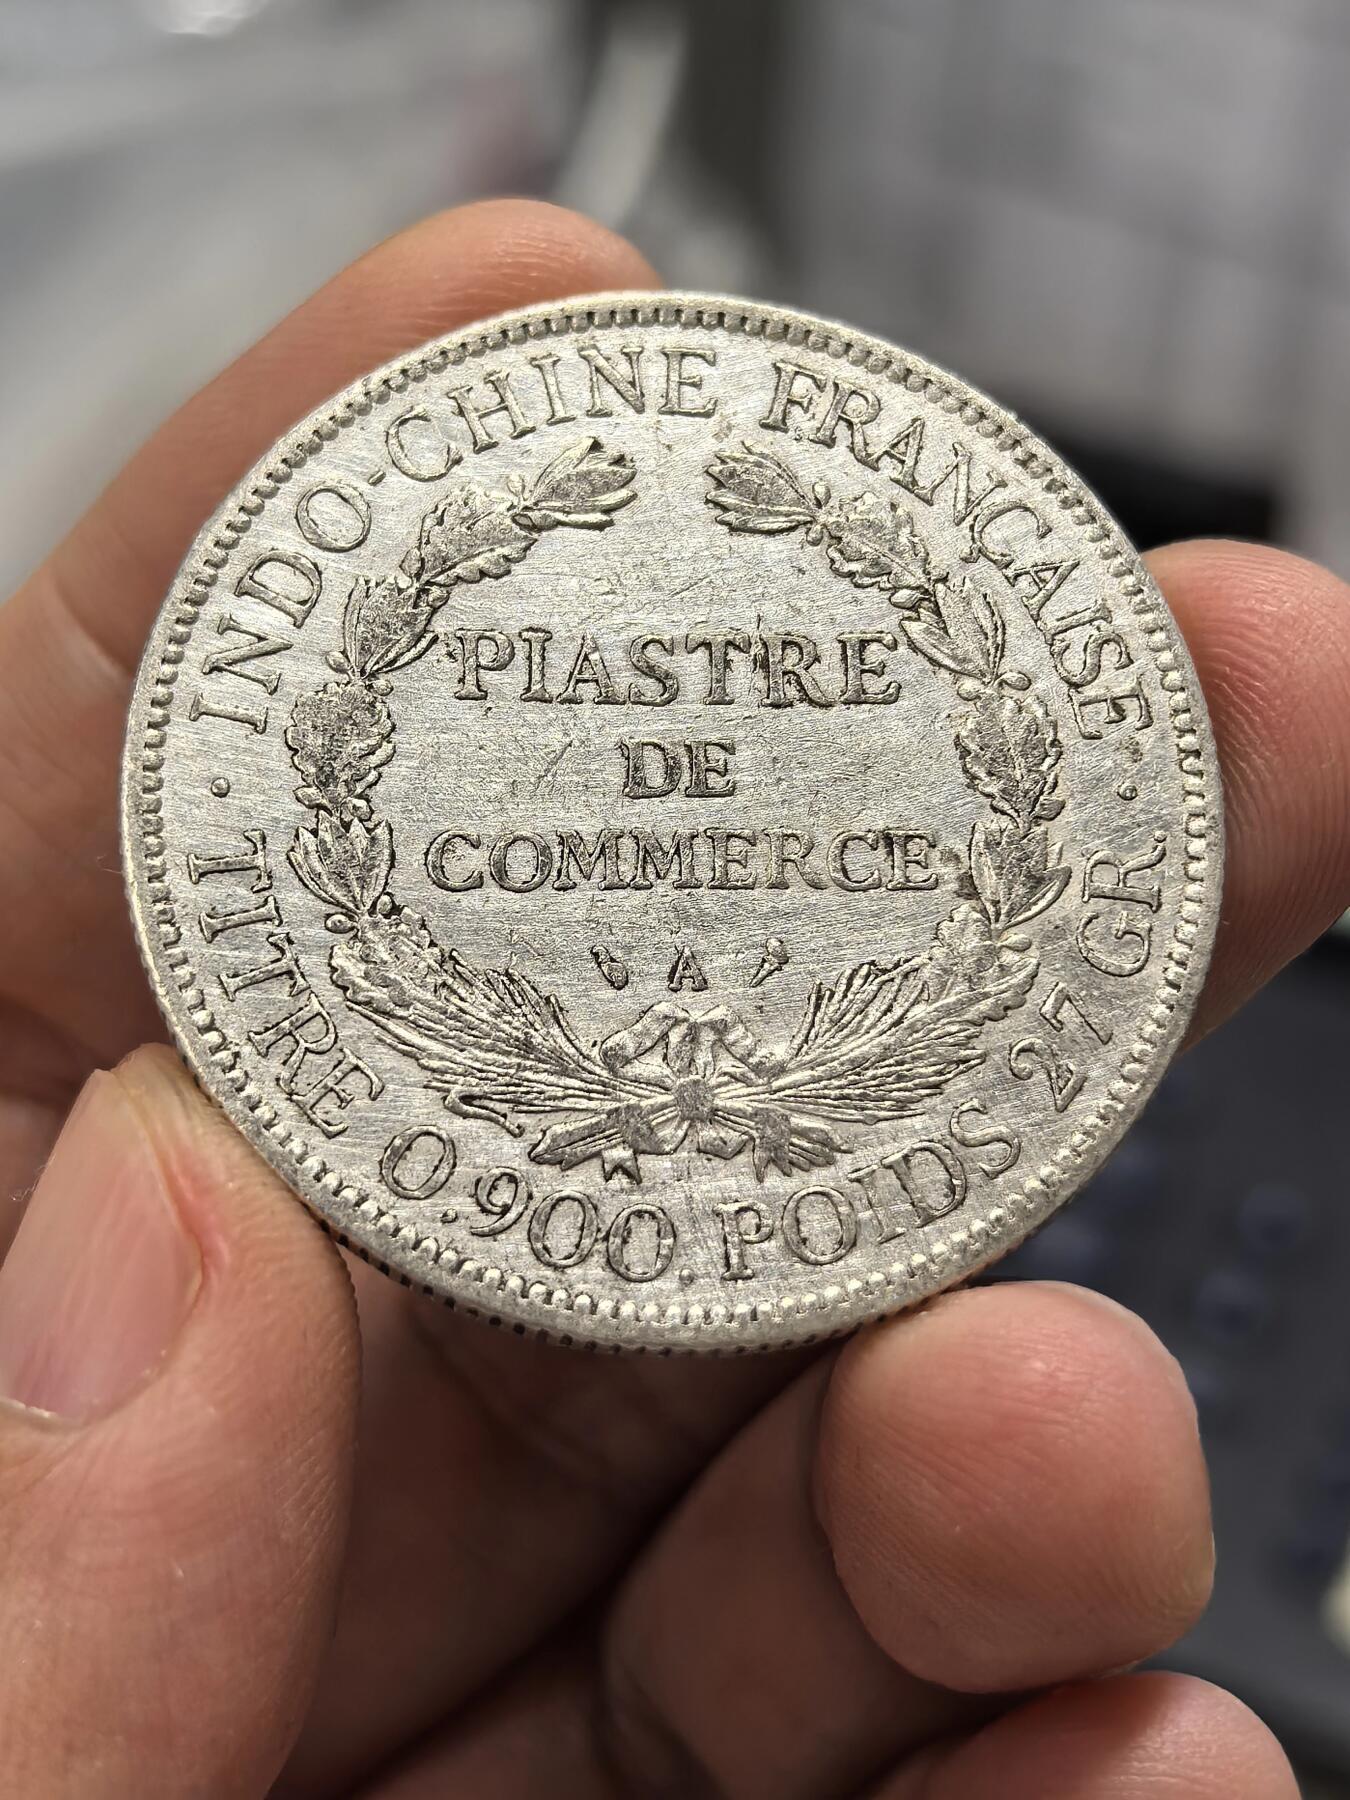 INDO-CHINE FRANÇAISE
PIASTRE
DE
COMMERCE
A
TITRE 0.900. POIDS 27 GR.